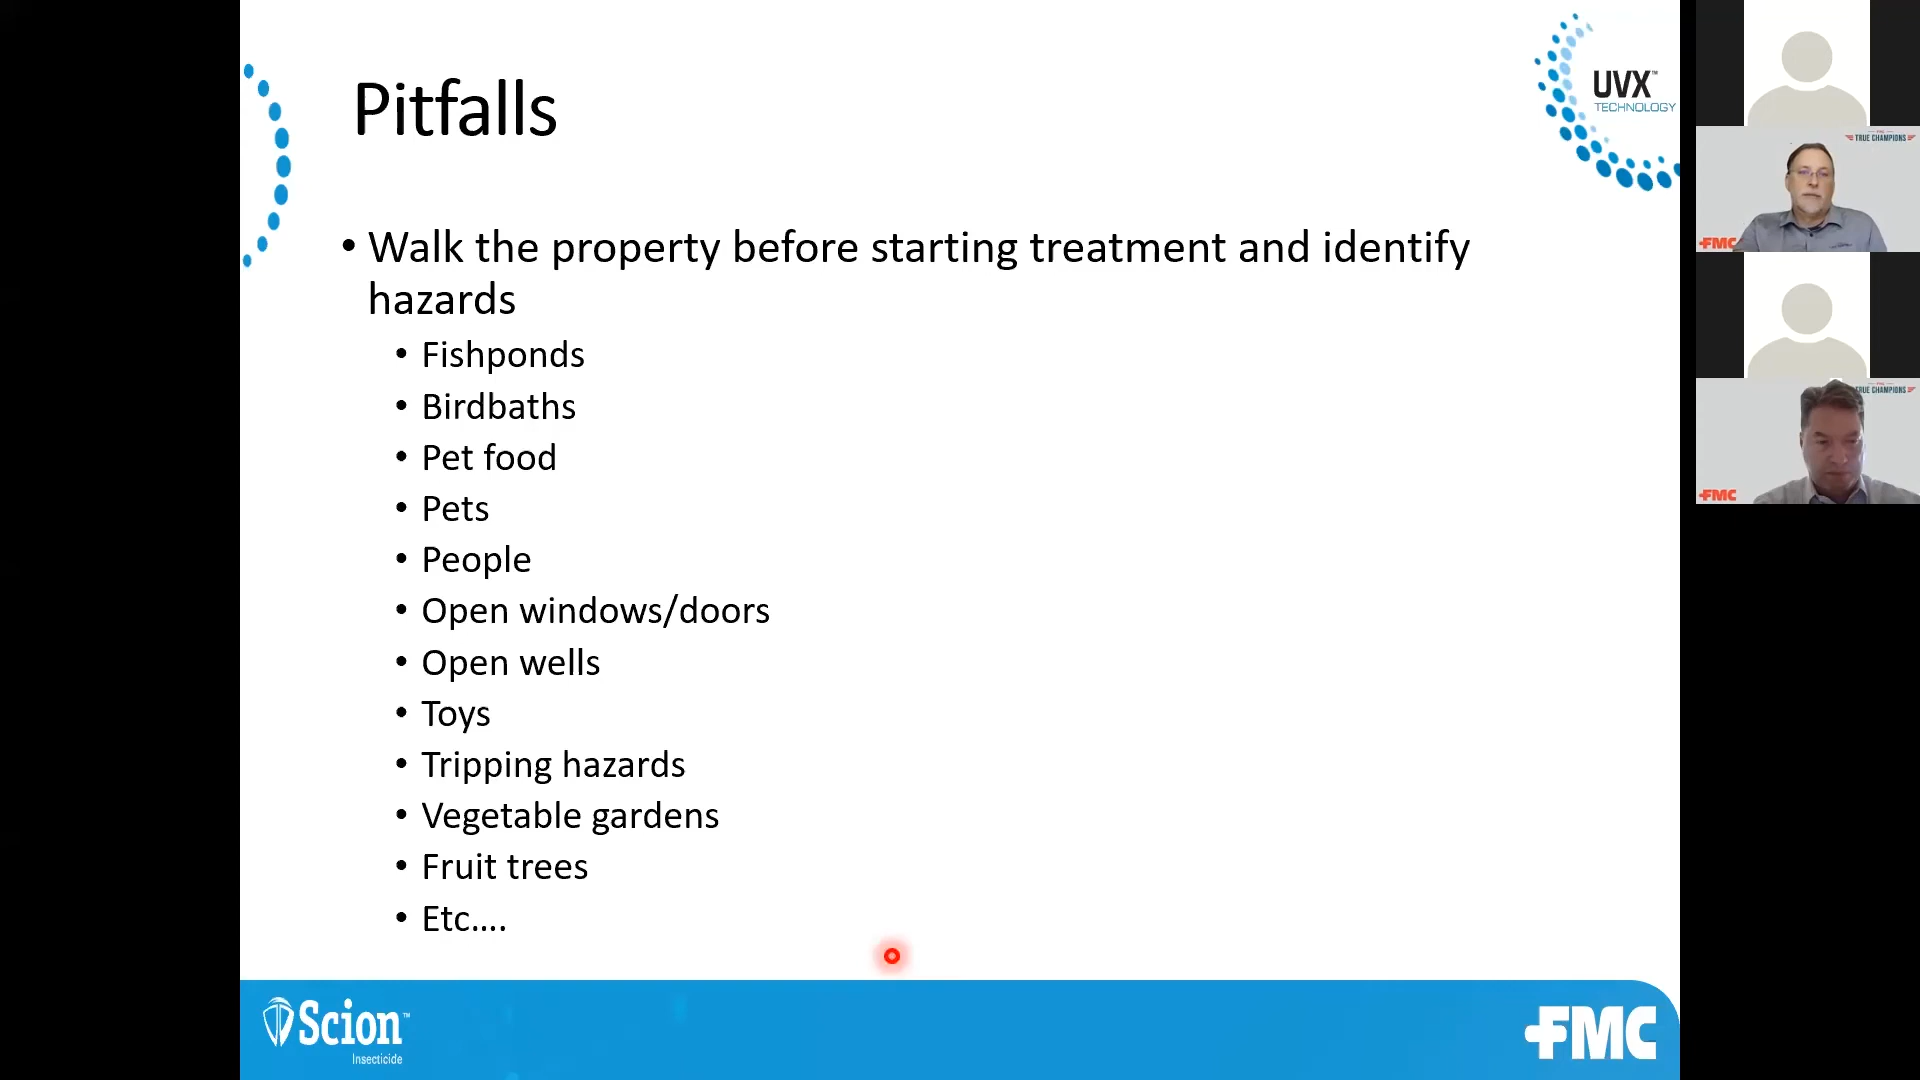 Pitfalls
UVX™
TECHNOLOGY
• Walk the property before starting treatment and identify
hazards
• Fishponds
• Birdbaths
• Pet food
• Pets
• People
• Open windows/doors
• Open wells
• Toys
• Tripping hazards
• Vegetable gardens
• Fruit trees
• Etc....
Scion™
Insecticide
FMC
TRUE CHAMPIONS
FMC
TRUE CHAMPIONS
FMC